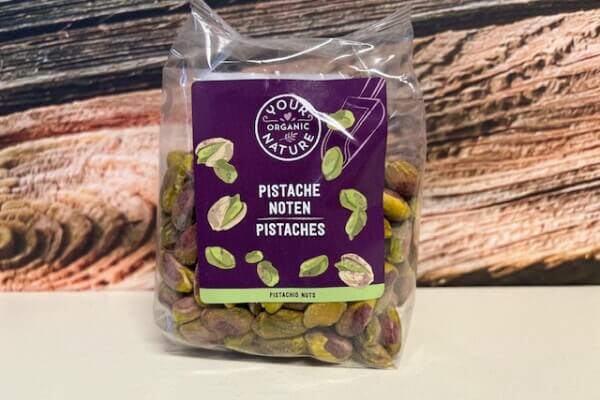 YOUR
ORGANIC
NATURE
PISTACHE
NOTEN
PISTACHES
PISTACHIO NUTS